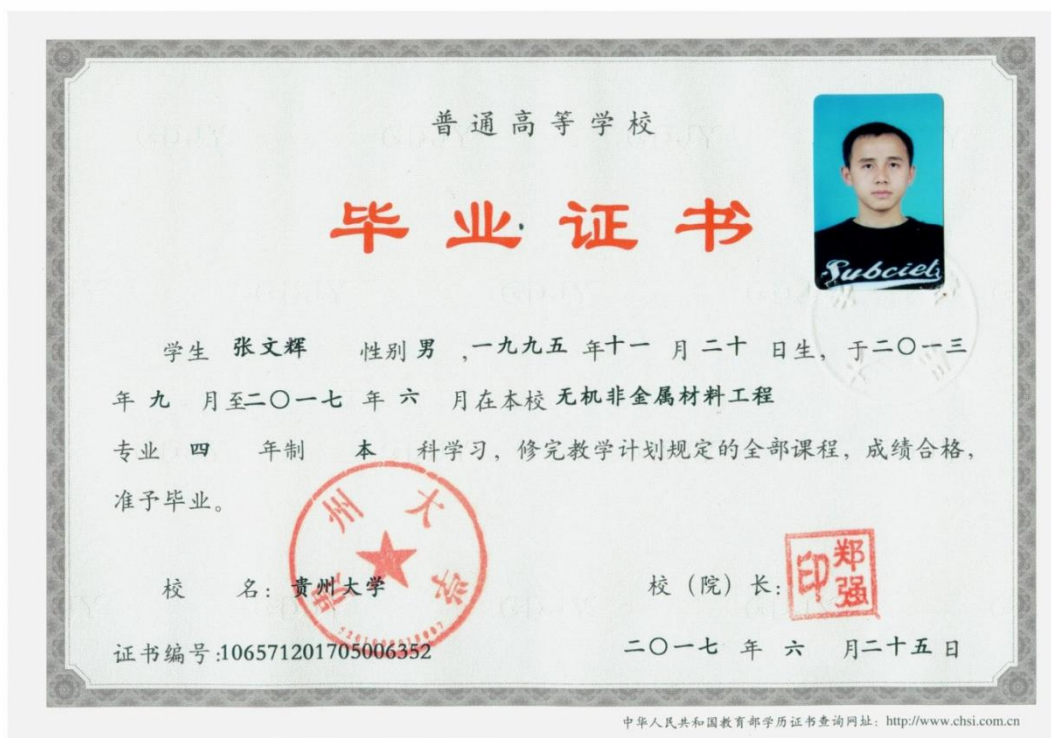 普通高等学校
毕业证书
Subciety
学生 张文辉 性别 男 ,一九九五 年十一 月 二十 日生，于二〇一三
年 九 月至二〇一七 年 六 月在本校 无机非金属材料工程
专业 四 年制 本 科学习，修完教学计划规定的全部课程，成绩合格，
准予毕业。
贵州大学
校 名：贵州大学
校（院）长：
郑强印
证书编号:106571201705006352
二〇一七 年 六 月二十五日
中华人民共和国教育部学历证书查询网址：http://www.chsi.com.cn